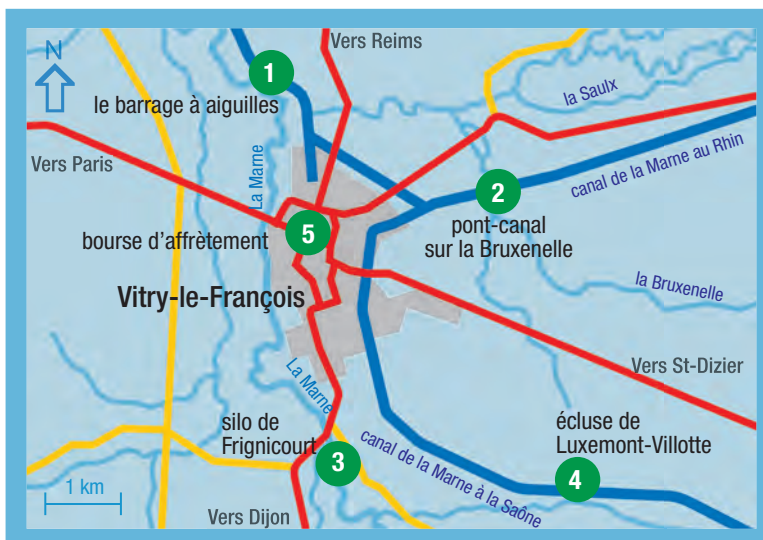 N
Vers Reims
1
le barrage à aiguilles
la Saulx
Vers Paris
La Marne
canal de la Marne au Rhin
2
pont-canal
sur la Bruxenelle
5
bourse d'affrètement
la Bruxenelle
Vitry-le-François
Vers St-Dizier
La Marne
silo de
Frignicourt
3
canal de la Marne à la Saône
écluse de
Luxemont-Villotte
4
1 km
Vers Dijon